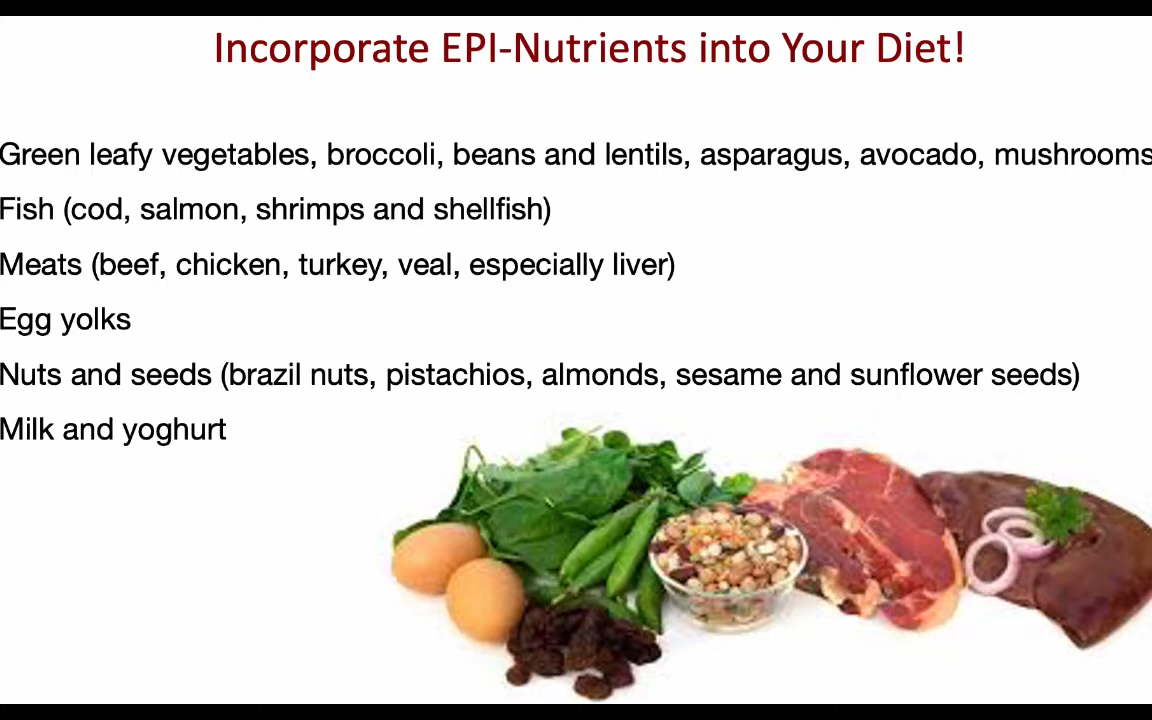 Incorporate EPI-Nutrients into Your Diet!
Green leafy vegetables, broccoli, beans and lentils, asparagus, avocado, mushrooms
Fish (cod, salmon, shrimps and shellfish)
Meats (beef, chicken, turkey, veal, especially liver)
Egg yolks
Nuts and seeds (brazil nuts, pistachios, almonds, sesame and sunflower seeds)
Milk and yoghurt